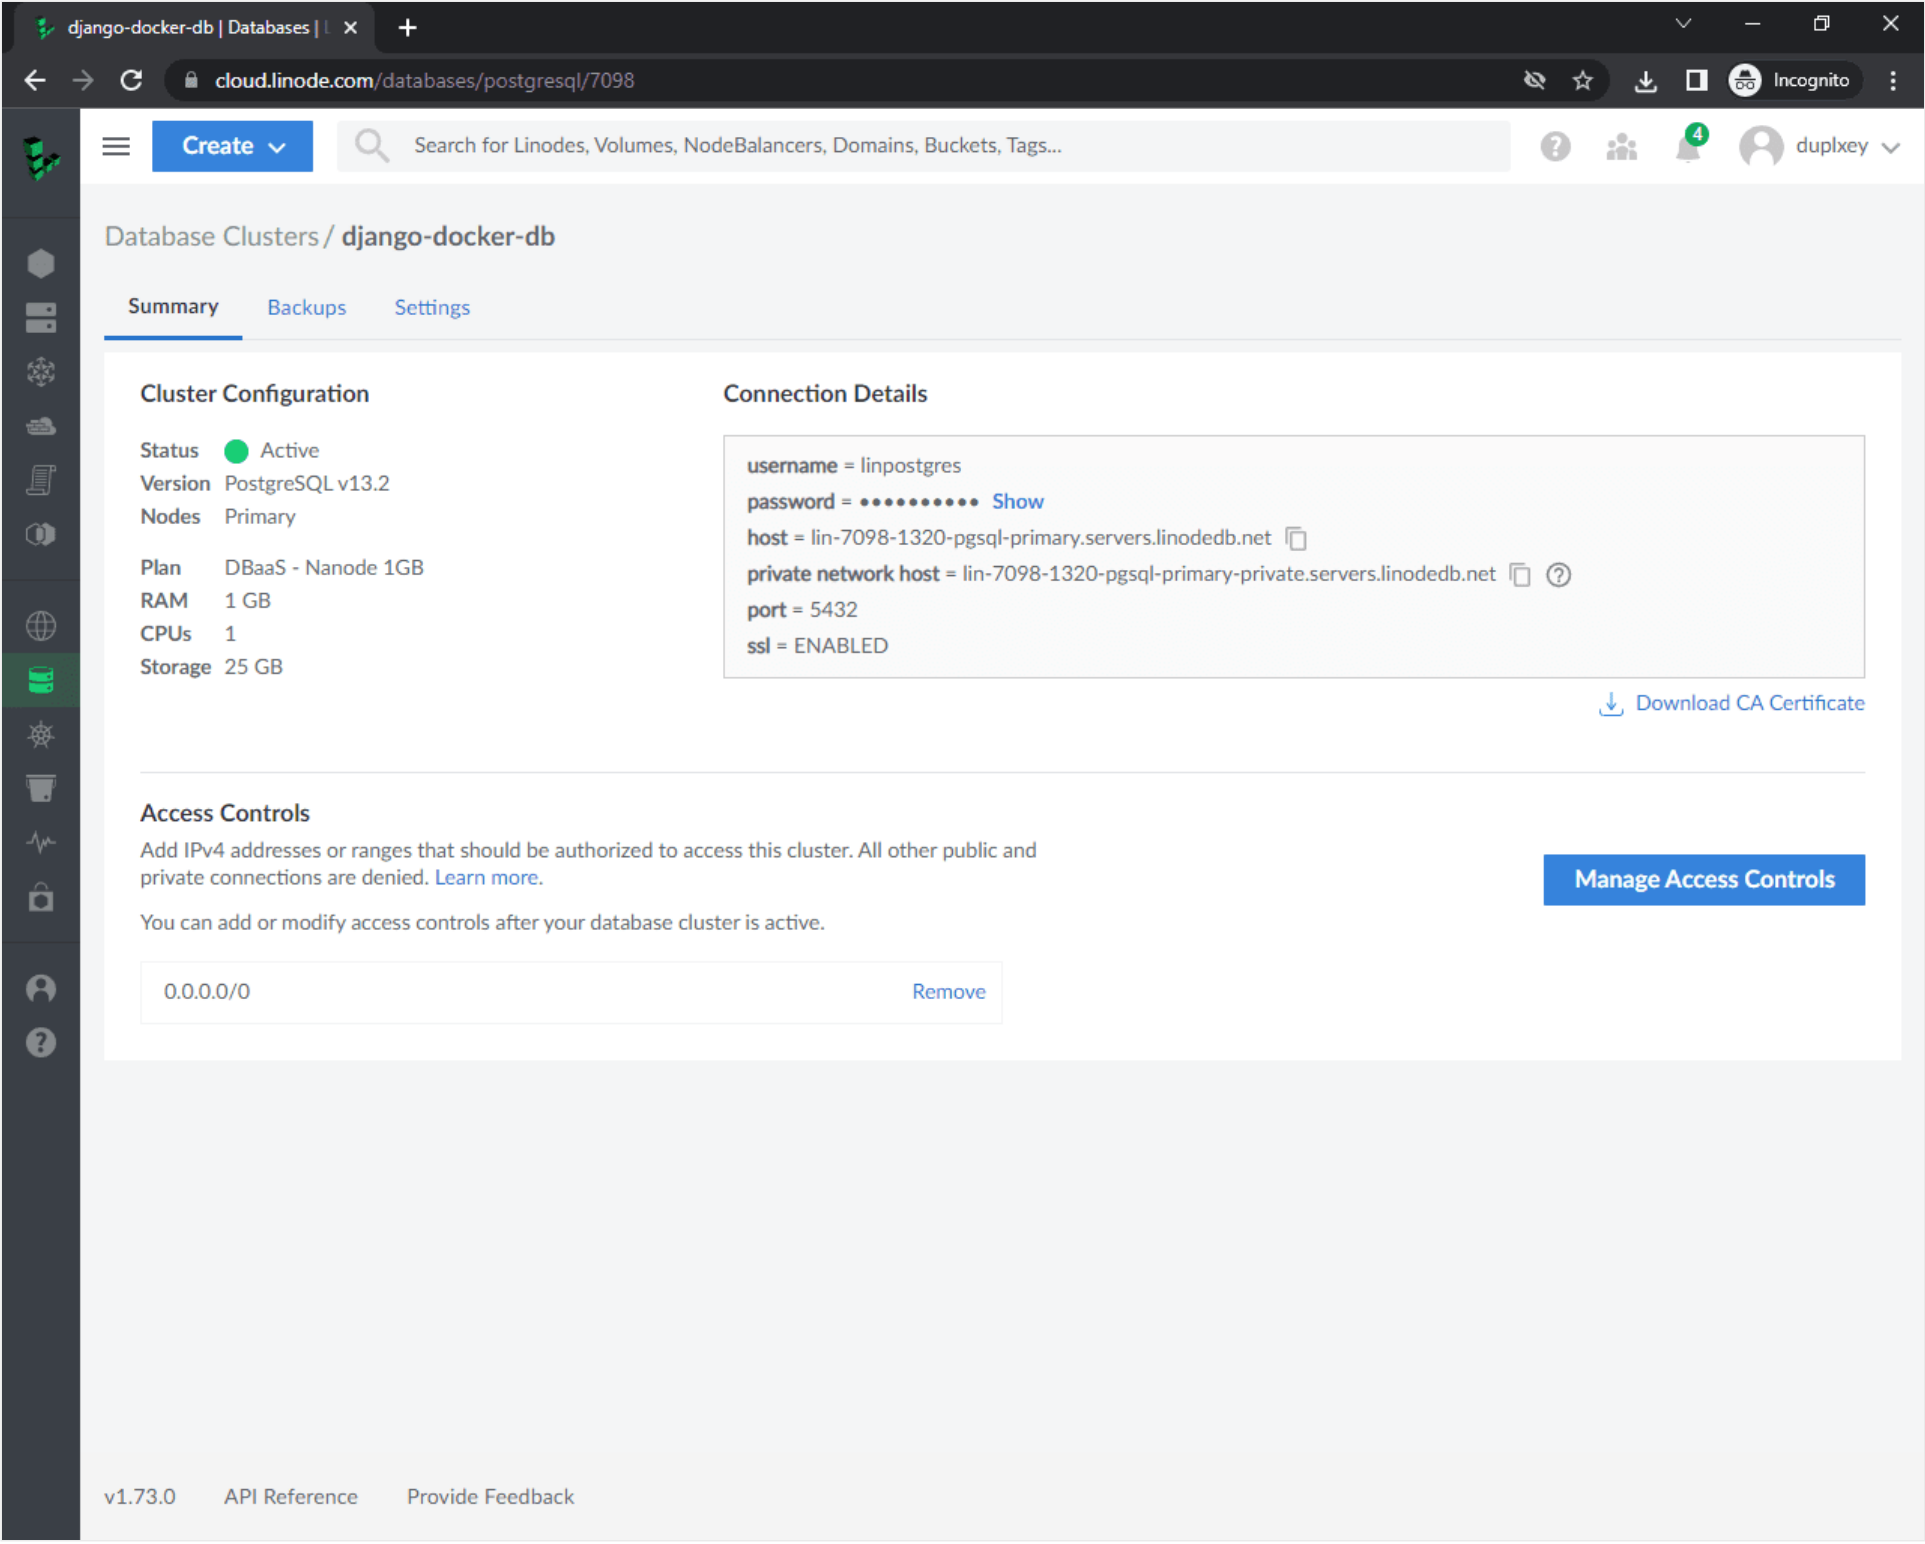 django-docker-db | Databases | L
cloud.linode.com/databases/postgresql/7098
Incognito
Create
Search for Linodes, Volumes, NodeBalancers, Domains, Buckets, Tags...
4
duplxey
Database Clusters / django-docker-db
Summary Backups Settings
Cluster Configuration
Status Active
Version PostgreSQL v13.2
Nodes Primary
Plan DBaaS - Nanode 1GB
RAM 1 GB
CPUs 1
Storage 25 GB
Connection Details
username = linpostgres
password = •••••••••• Show
host = lin-7098-1320-pgsql-primary.servers.linodedb.net
private network host = lin-7098-1320-pgsql-primary-private.servers.linodedb.net
port = 5432
ssl = ENABLED
Download CA Certificate
Access Controls
Add IPv4 addresses or ranges that should be authorized to access this cluster. All other public and
private connections are denied. Learn more.
You can add or modify access controls after your database cluster is active.
Manage Access Controls
0.0.0.0/0 Remove
v1.73.0 API Reference Provide Feedback